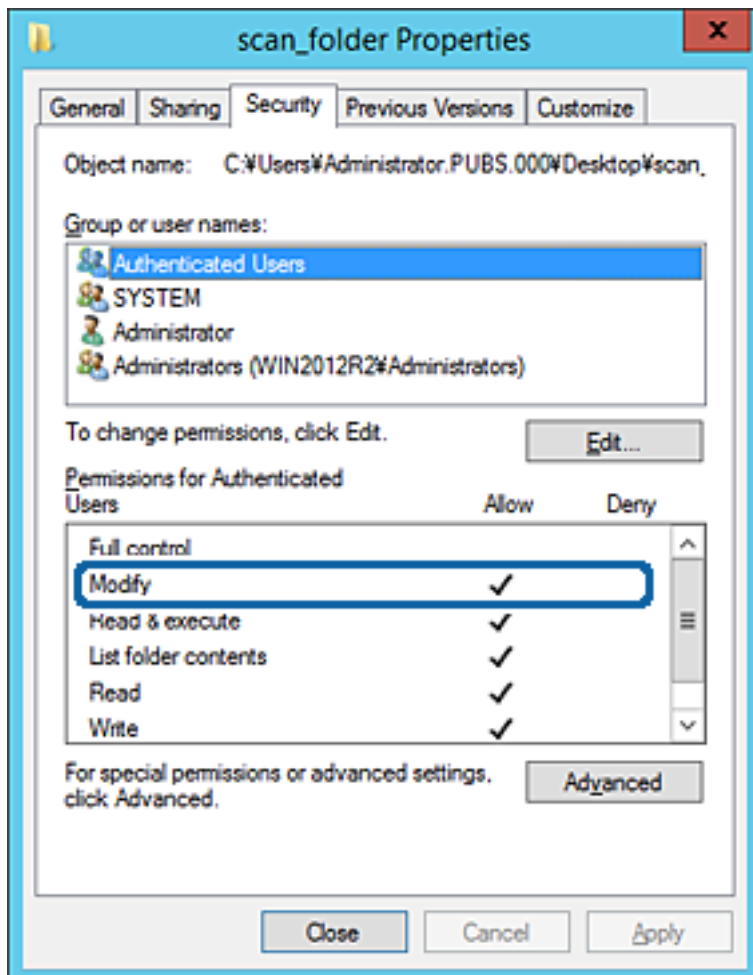 scan_folder Properties
General Sharing Security Previous Versions Customize
Object name: C:¥Users¥Administrator.PUBS.000¥Desktop¥scan_
Group or user names:
Authenticated Users
SYSTEM
Administrator
Administrators (WIN2012R2¥Administrators)
To change permissions, click Edit.
Edit...
Permissions for Authenticated
Users Allow Deny
Full control
Modify
Read & execute
List folder contents
Read
Write
For special permissions or advanced settings,
click Advanced.
Advanced
Close Cancel Apply